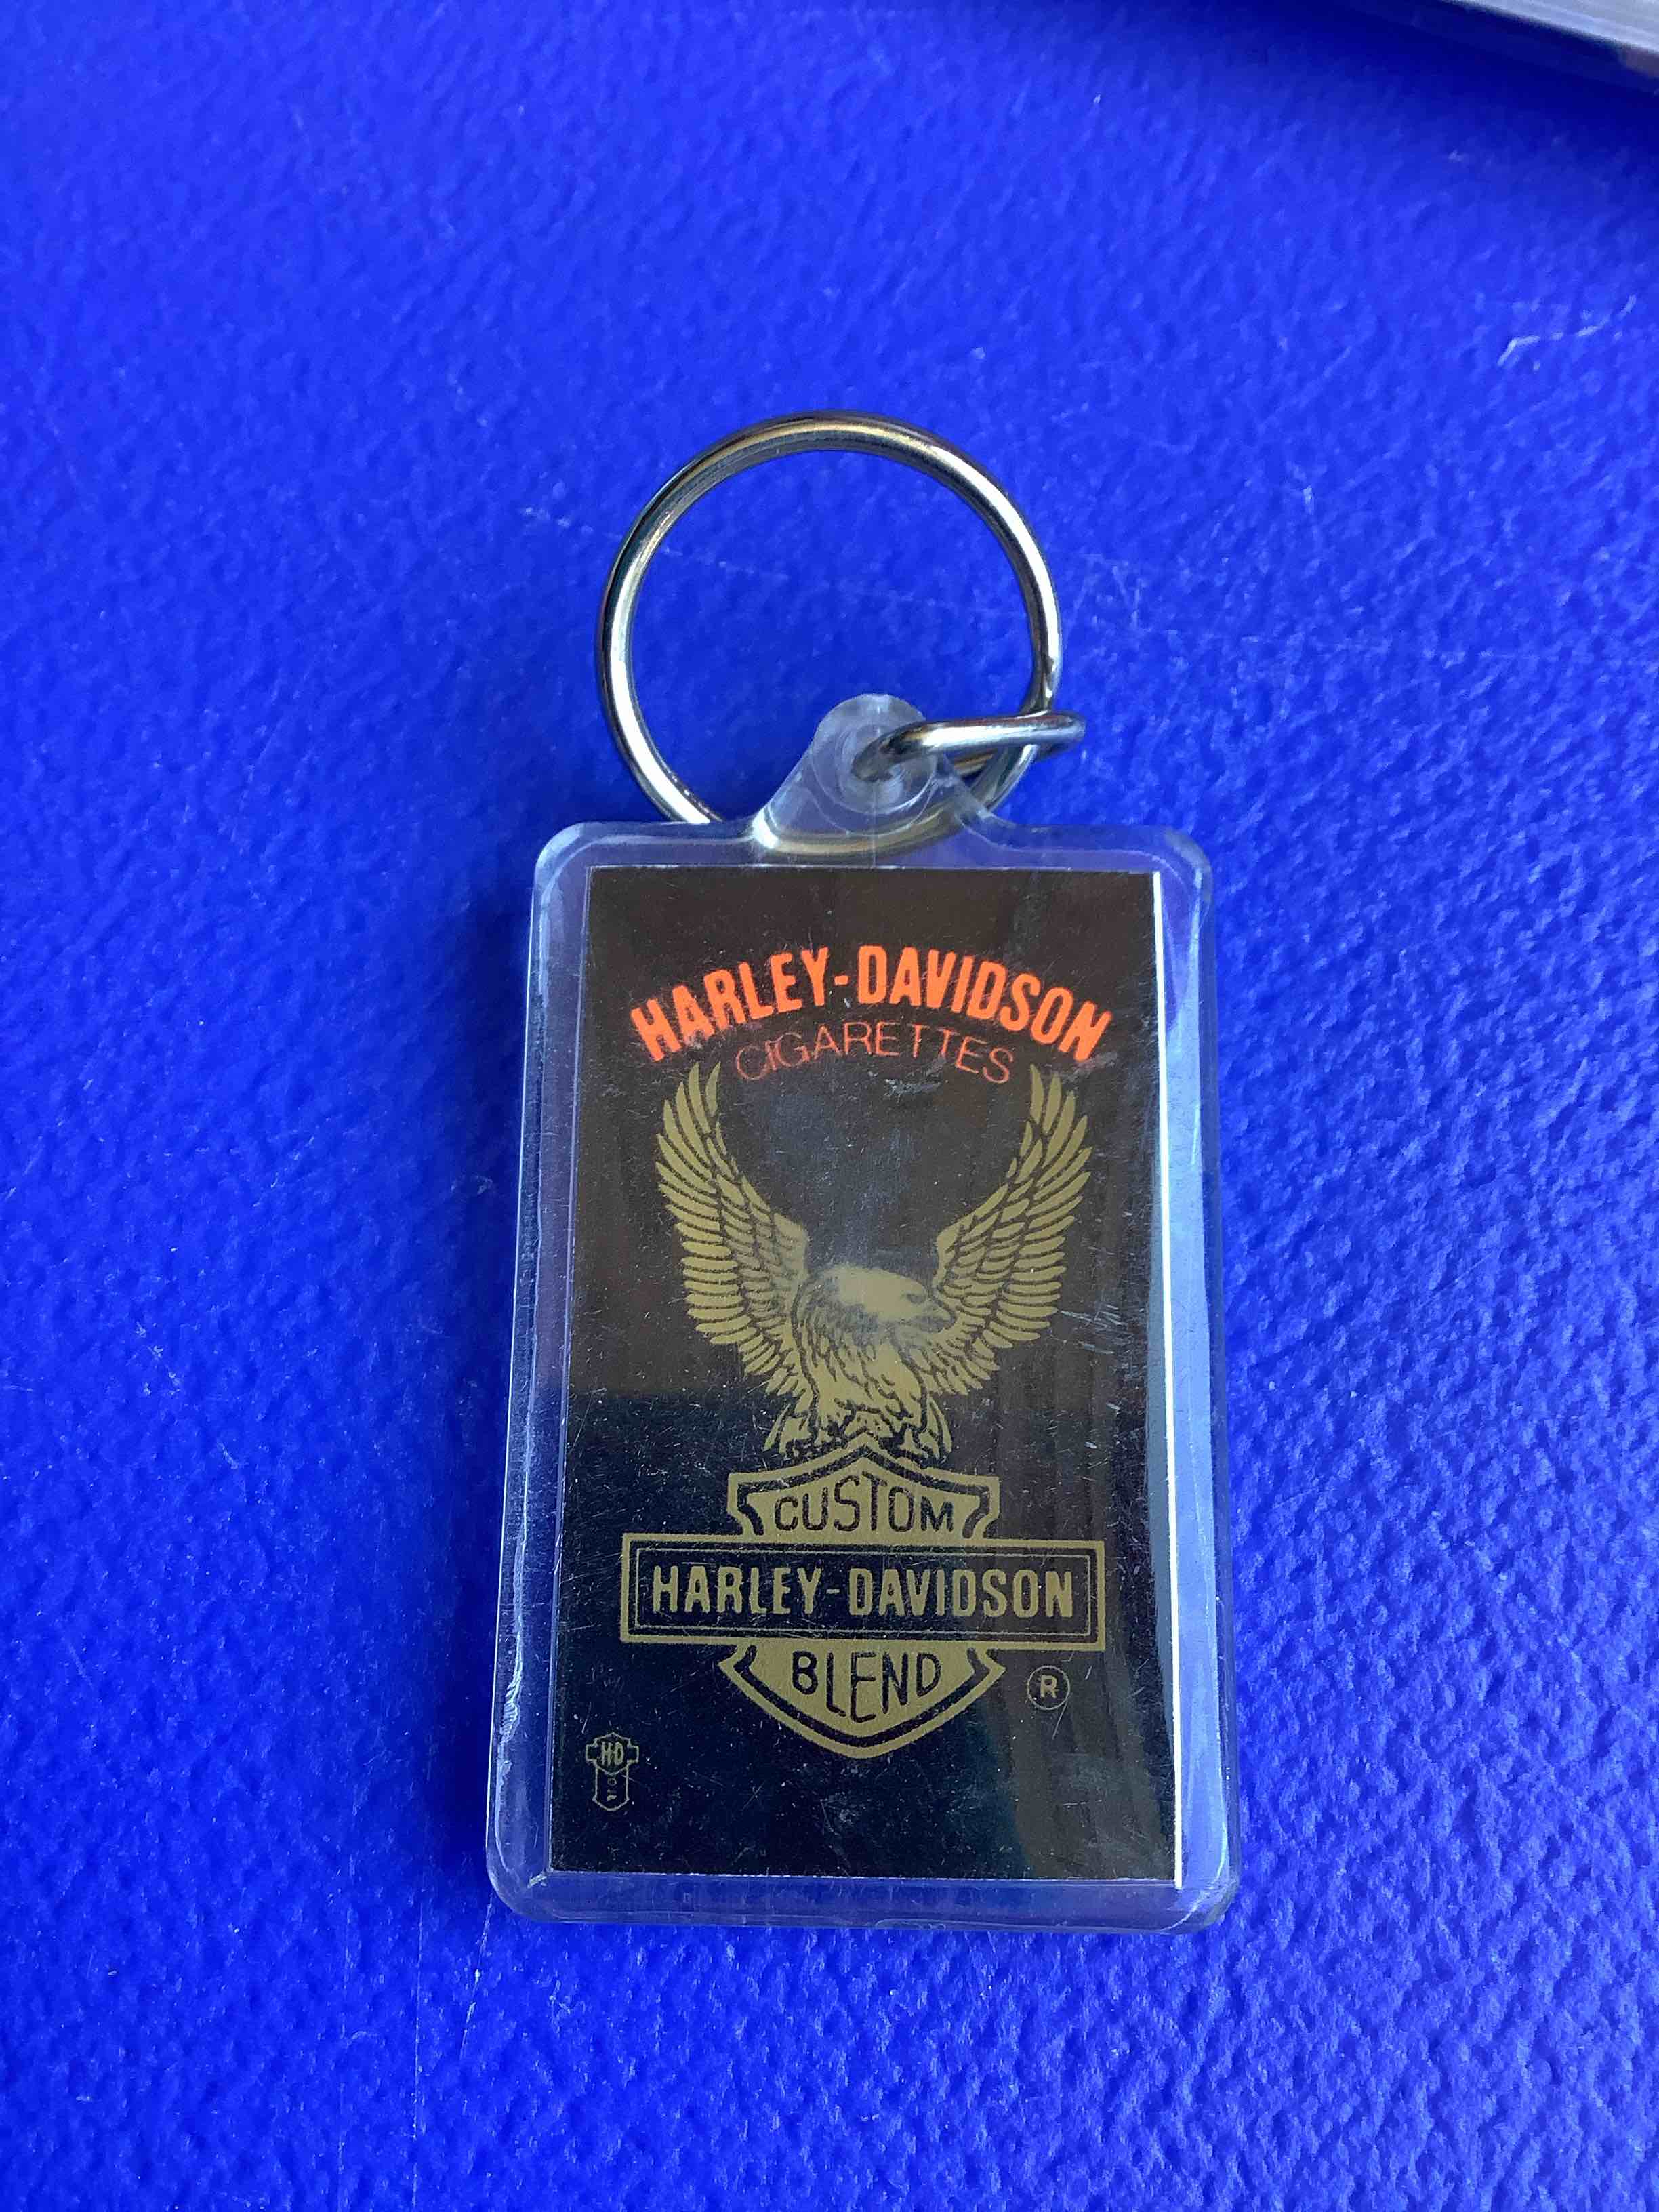 HARLEY-DAVIDSON
CIGARETTES
CUSTOM
HARLEY-DAVIDSON
BLEND
®
H-D